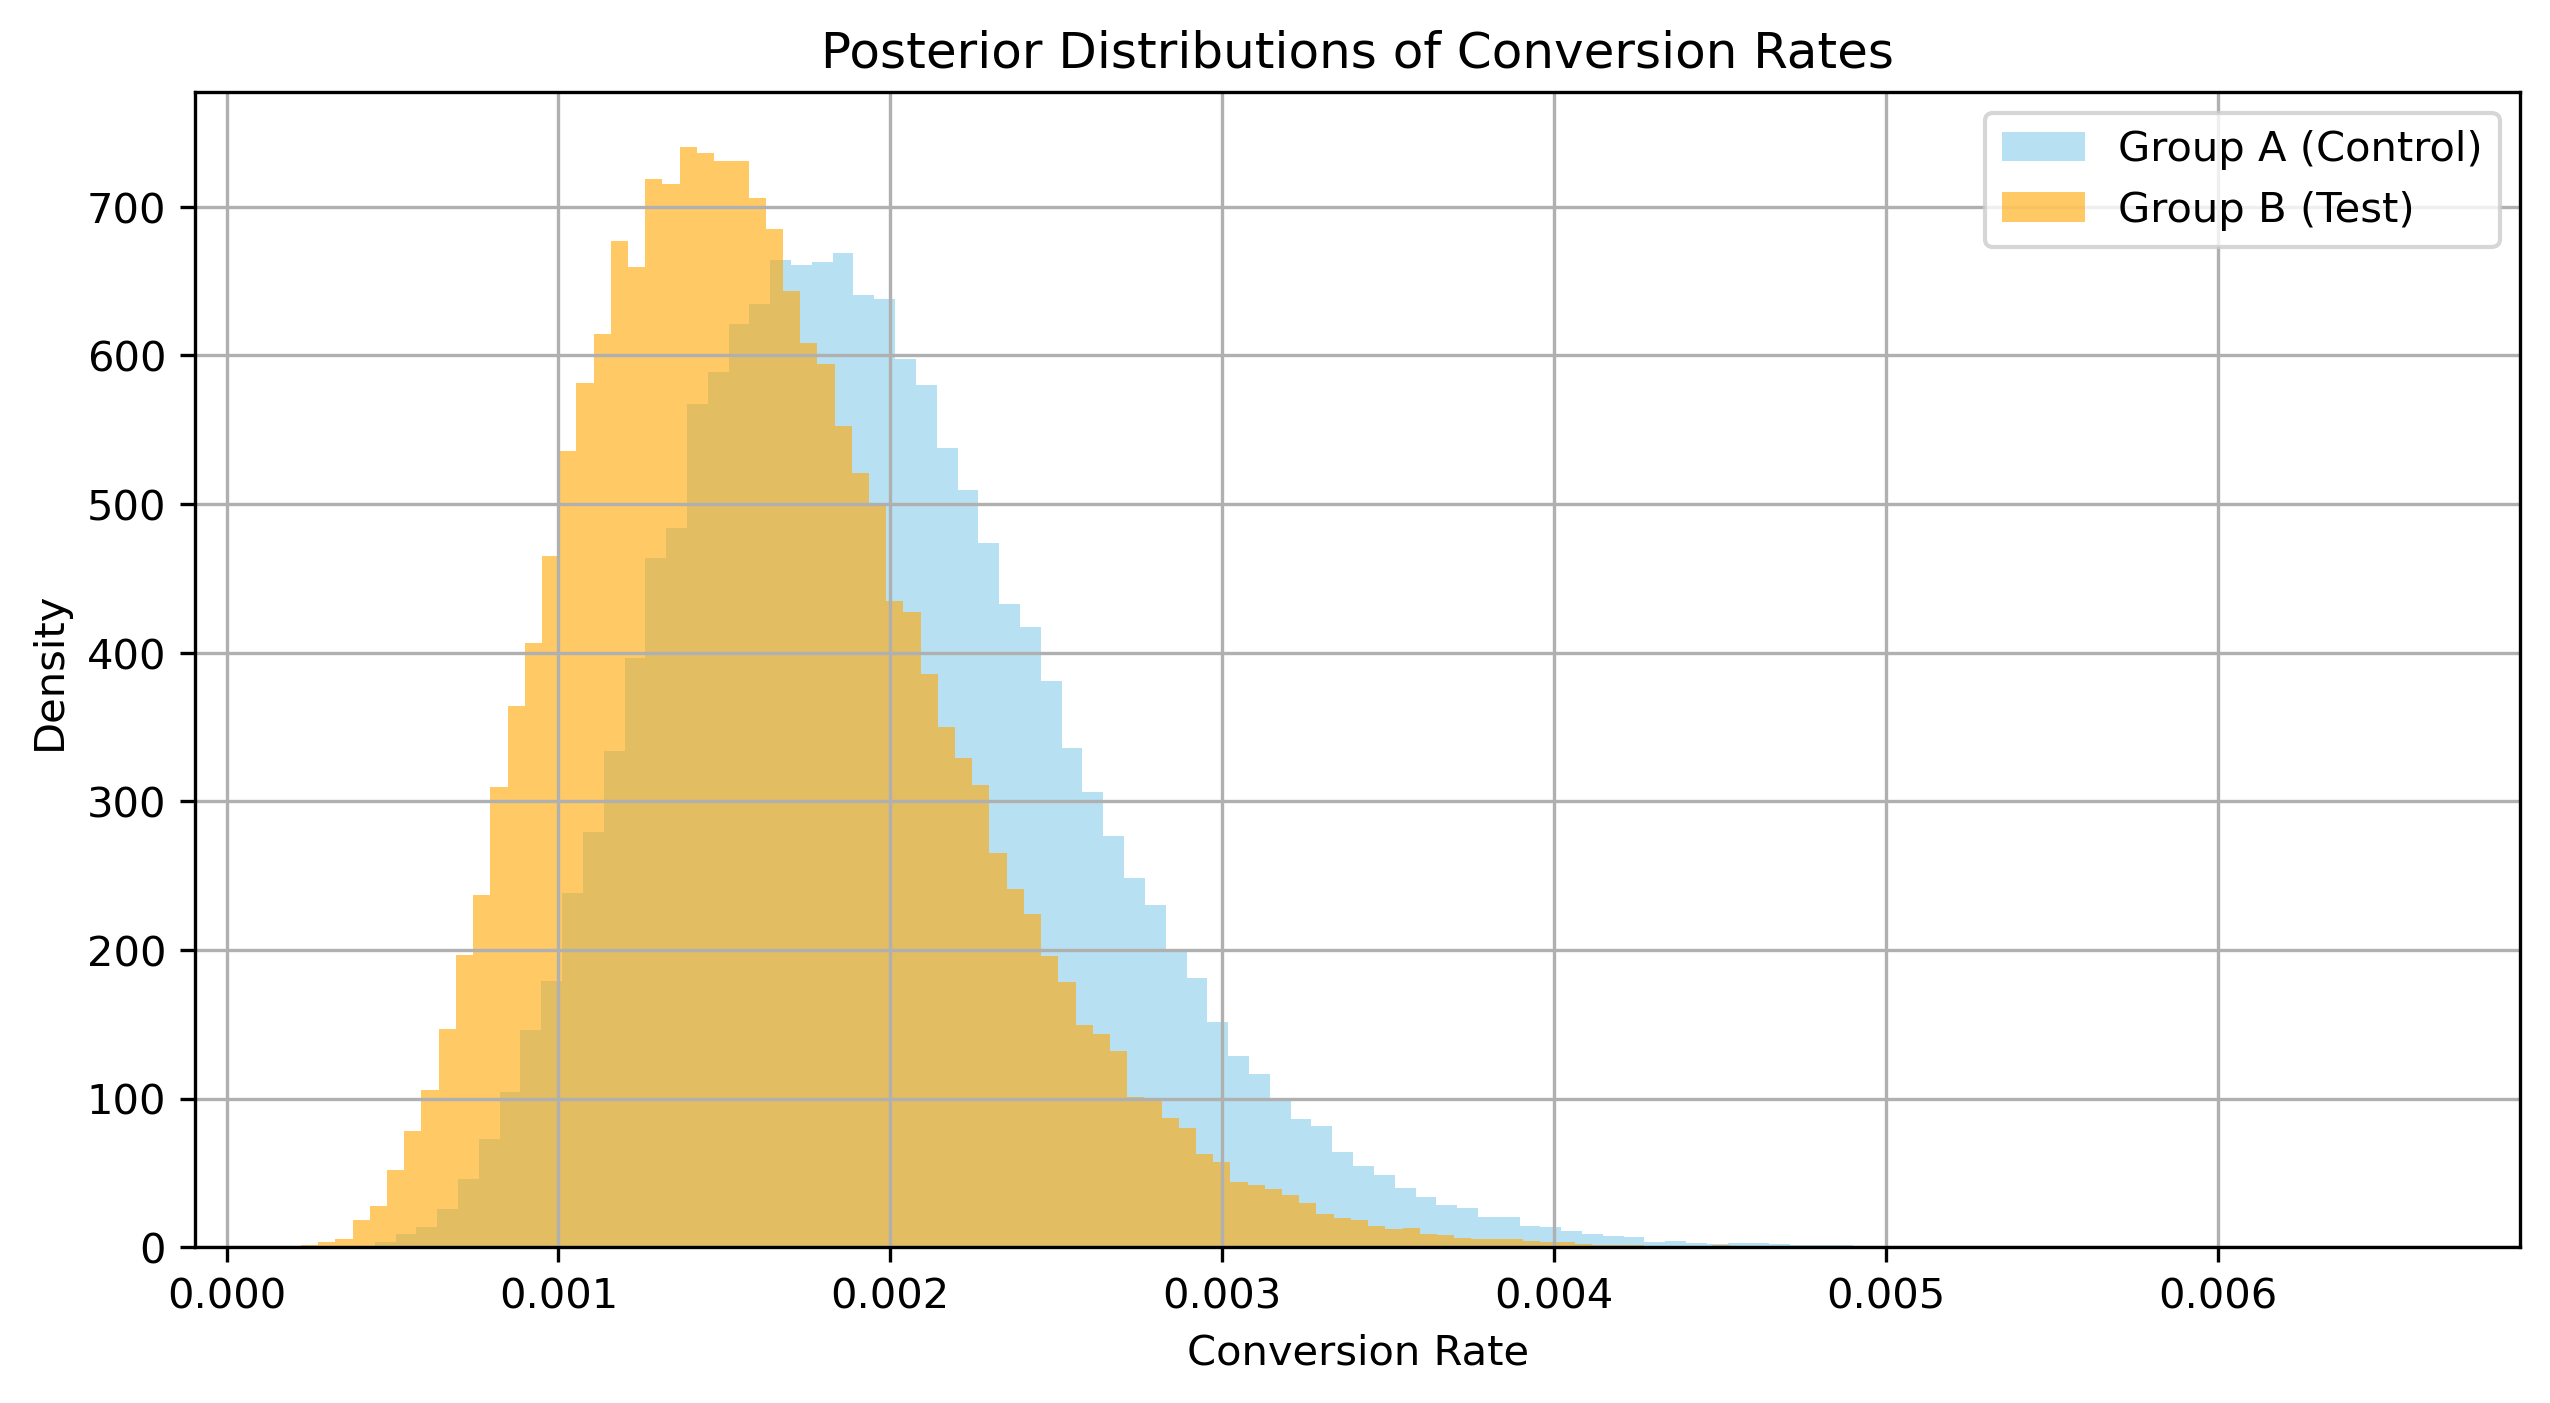 Posterior Distributions of Conversion Rates
Group A (Control)
Group B (Test)
Density
700
600
500
400
300
200
100
0
0.000 0.001 0.002 0.003 0.004 0.005 0.006
Conversion Rate